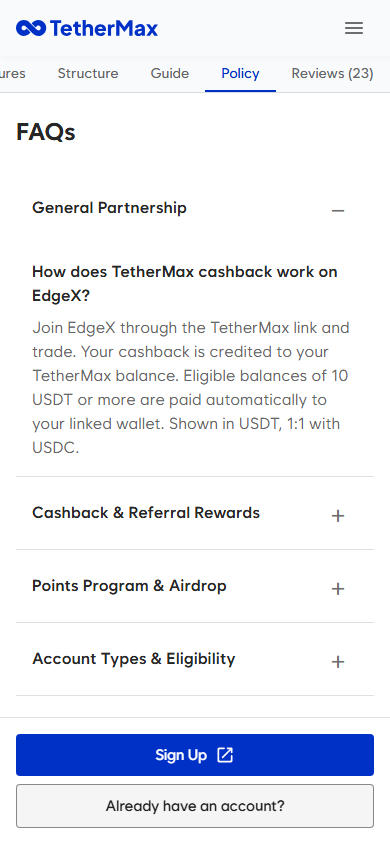 TetherMax
ures Structure Guide Policy Reviews (23)
FAQs
General Partnership
How does TetherMax cashback work on
EdgeX?
Join EdgeX through the TetherMax link and
trade. Your cashback is credited to your
TetherMax balance. Eligible balances of 10
USDT or more are paid automatically to
your linked wallet. Shown in USDT, 1:1 with
USDC.
Cashback & Referral Rewards
Points Program & Airdrop
Account Types & Eligibility
Sign Up
Already have an account?